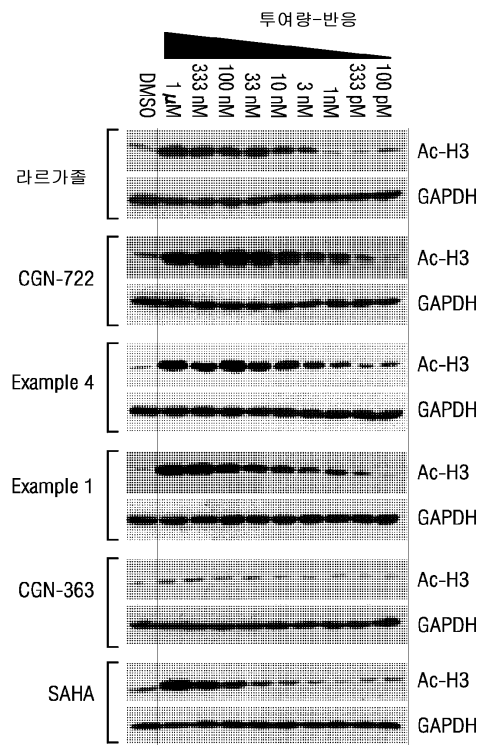 투여량-반응
DMSO 1 μM 333 nM 100 nM 33 nM 10 nM 3 nM 1nM 333 pM 100 pM
라르가졸
Ac-H3
GAPDH
CGN-722
Ac-H3
GAPDH
Example 4
Ac-H3
GAPDH
Example 1
Ac-H3
GAPDH
CGN-363
Ac-H3
GAPDH
SAHA
Ac-H3
GAPDH